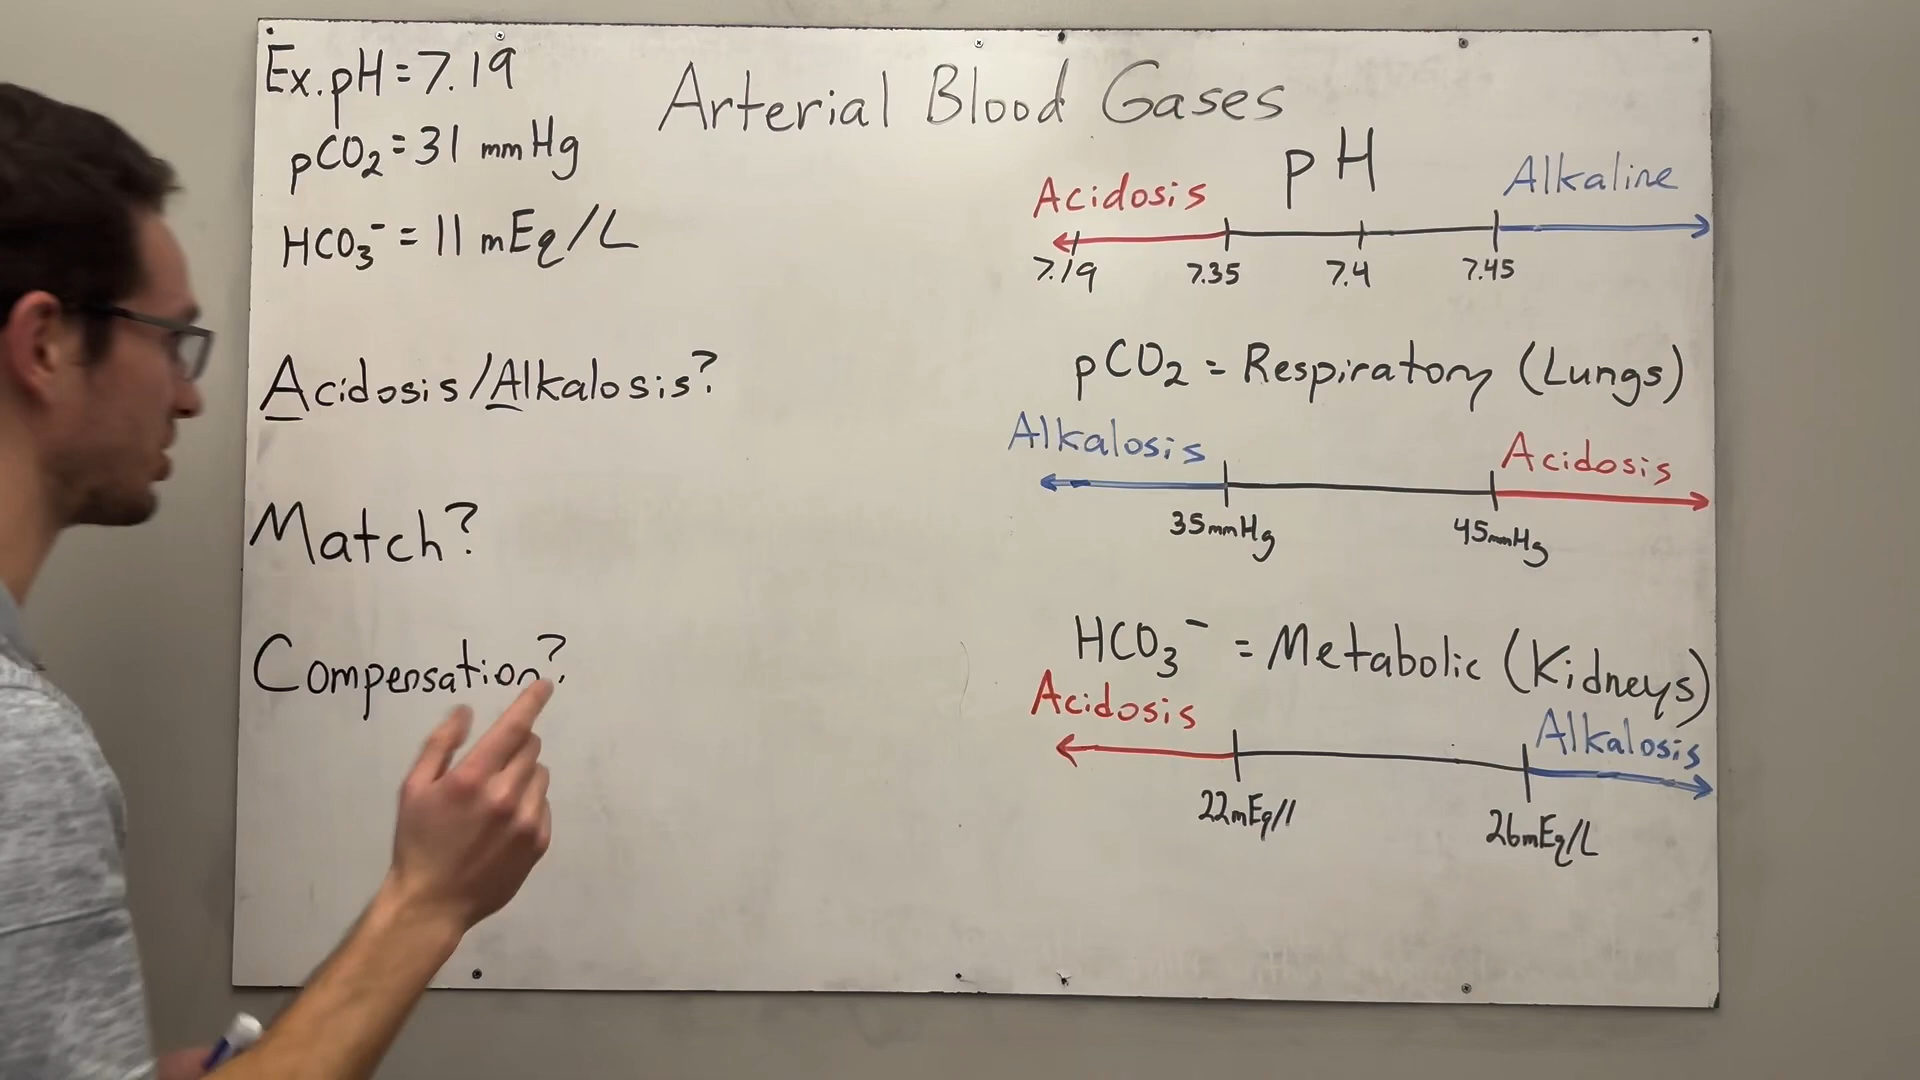 Ex. pH = 7.19
pCO₂ = 31 mmHg
HCO₃⁻ = 11 mEq/L
Acidosis/Alkalosis?
Match?
Compensation?
Arterial Blood Gases
pH
Acidosis Alkaline
7.19 7.35 7.4 7.45
pCO₂ = Respiratory (Lungs)
Alkalosis Acidosis
35mmHg 45mmHg
HCO₃⁻ = Metabolic (Kidneys)
Acidosis Alkalosis
22mEq/l 26mEq/L